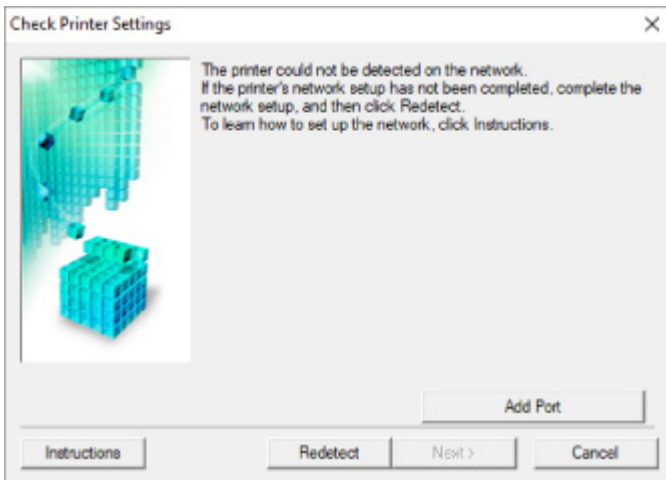 Check Printer Settings
The printer could not be detected on the network.
If the printer's network setup has not been completed, complete the
network setup, and then click Redetect.
To learn how to set up the network, click Instructions.
Add Port
Instructions
Redetect
Next >
Cancel